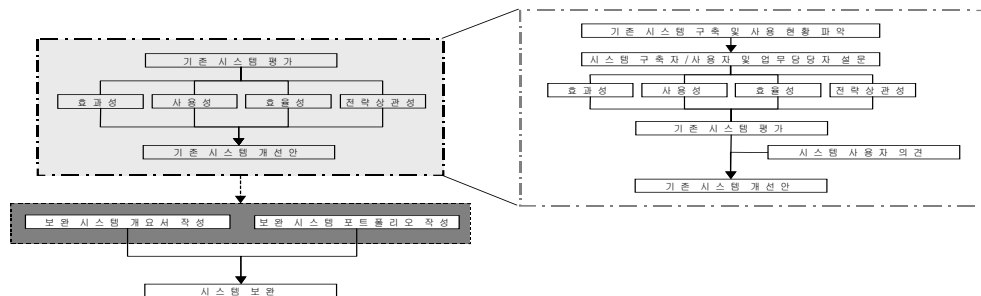 기존 시스템 평가
효과성
사용성
효율성
전략상관성
기존 시스템 개선안
보완 시스템 개요서 작성
보완 시스템 포트폴리오 작성
시스템 보완
기존 시스템 구축 및 사용 현황 파악
시스템 구축자/사용자 및 업무담당자 설문
효과성
사용성
효율성
전략상관성
기존 시스템 평가
시스템 사용자 의견
기존 시스템 개선안